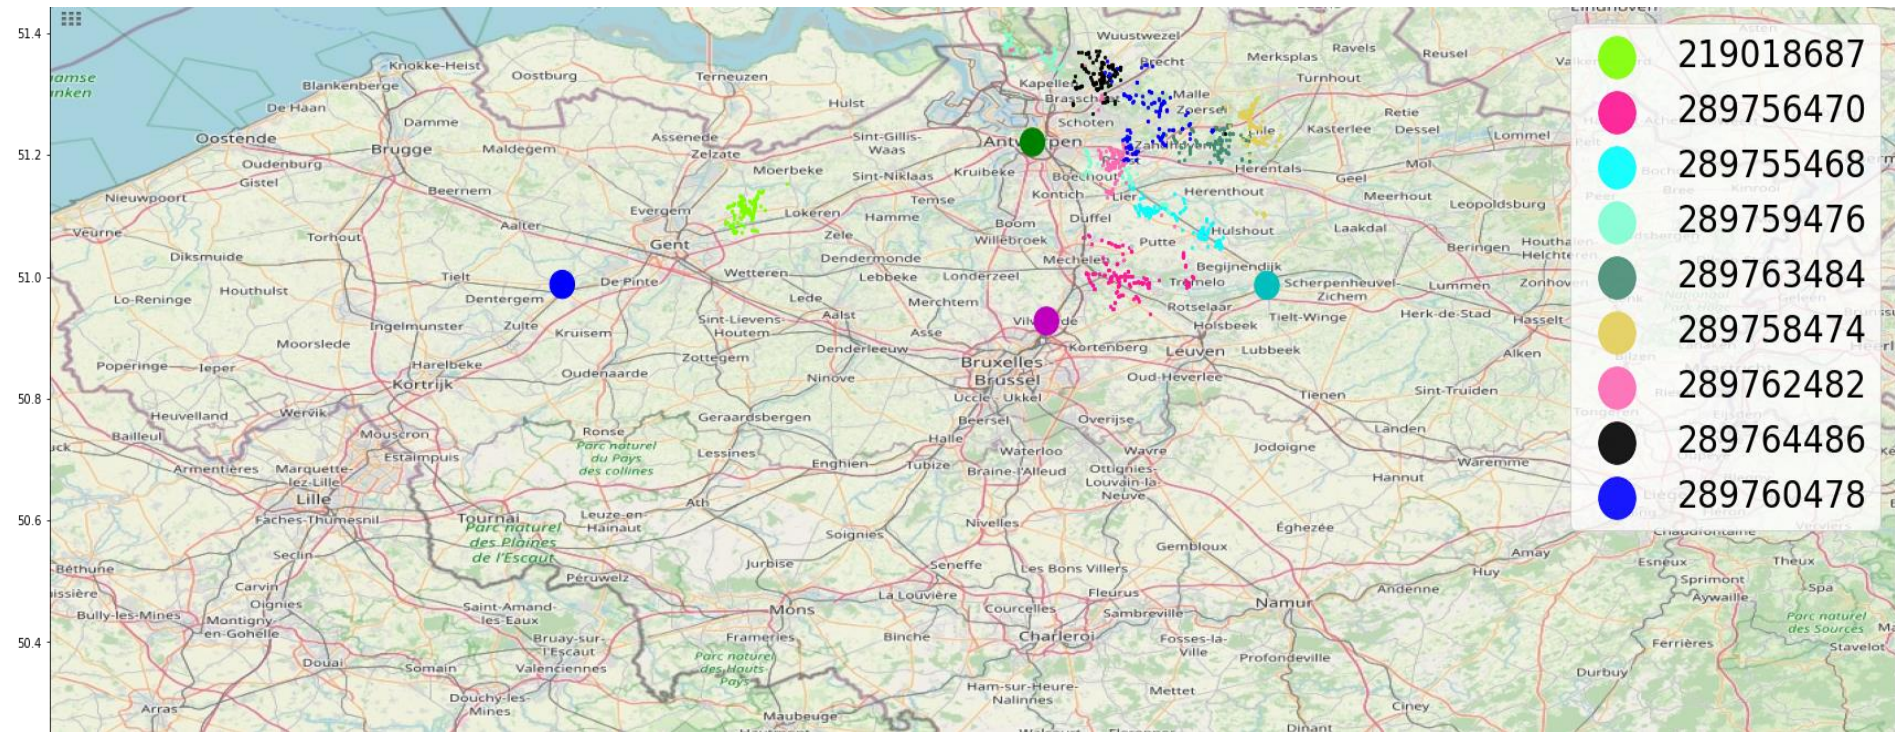 51.4
51.2
51.0
50.8
50.6
50.4
219018687
289756470
289755468
289759476
289763484
289758474
289762482
289764486
289760478
Wuustwezel
Ravels
Reusel
Merksplas
Brecht
Knokke-Heist
Oostburg
Terneuzen
Turnhout
Blankenberge
Kapellen
De Haan
Hulst
Brasschaat
Malle
Zoersel
Retie
Damme
Schoten
Oostende
Assenede
Sint-Gillis-
Waas
Antwerpen
Lille
Kasterlee
Dessel
Lommel
Brugge
Maldegem
Zelzate
Zandhoven
Oudenburg
Moerbeke
Kruibeke
Boechout
Herentals
Mol
Gistel
Beernem
Sint-Niklaas
Geel
Nieuwpoort
Kontich
Lier
Herenthout
Meerhout
Leopoldsburg
Evergem
Lokeren
Hamme
Temse
Aalter
Boom
Duffel
Veurne
Torhout
Gent
Zele
Willebroek
Putte
Hulshout
Laakdal
Beringen
Diksmuide
Dendermonde
Mechelen
Begijnendijk
Tielt
De Pinte
Wetteren
Lebbeke
Londerzeel
Tremelo
Scherpenheuvel-
Zichem
Lummen
Lo-Reninge
Houthulst
Dentergem
Lede
Merchtem
Rotselaar
Ingelmunster
Zulte
Kruisem
Sint-Lievens-
Houtem
Aalst
Asse
Vilvoorde
Holsbeek
Tielt-Winge
Herk-de-Stad
Hasselt
Moorslede
Denderleeuw
Kortenberg
Leuven
Lubbeek
Alken
Poperinge
Ieper
Harelbeke
Zottegem
Bruxelles -
Brussel
Oudenaarde
Ninove
Oud-Heverlee
Kortrijk
Uccle - Ukkel
Tienen
Sint-Truiden
Heuvelland
Wervik
Geraardsbergen
Beersel
Overijse
Landen
Bailleul
Mouscron
Ronse
Halle
Parc naturel
du Pays
des collines
Estaimpuis
Lessines
Enghien
Tubize
Waterloo
Wavre
Jodoigne
Waremme
Armentières
Marquette-
lez-Lille
Braine-l'Alleud
Ottignies-
Louvain-la-
Neuve
Hannut
Lille
Ath
Faches-Thumesnil
Tournai
Leuze-en-
Hainaut
Nivelles
Éghezée
Parc naturel
des Plaines
de l'Escaut
Soignies
Gembloux
Amay
Seclin
Chaudfontaine
Esneux
Theux
Béthune
Péruwelz
Jurbise
Seneffe
Les Bons Villers
Huy
Sprimont
Aywaille
Spa
Carvin
Oignies
La Louvière
Fleurus
Andenne
Bully-les-Mines
Montigny-
en-Gohelle
Saint-Amand-
les-Eaux
Mons
Courcelles
Sambreville
Namur
Parc naturel
des Sources
Bruay-sur-
l'Escaut
Frameries
Binche
Charleroi
Fosses-la-
Ville
Ferrières
Stavelot
Douai
Somain
Valenciennes
Parc naturel
des Hauts-
Pays
Profondeville
Durbuy
Arras
Douchy-les-
Mines
Ham-sur-Heure-
Nalinnes
Mettet
Ciney
Maubeuge
Dinant